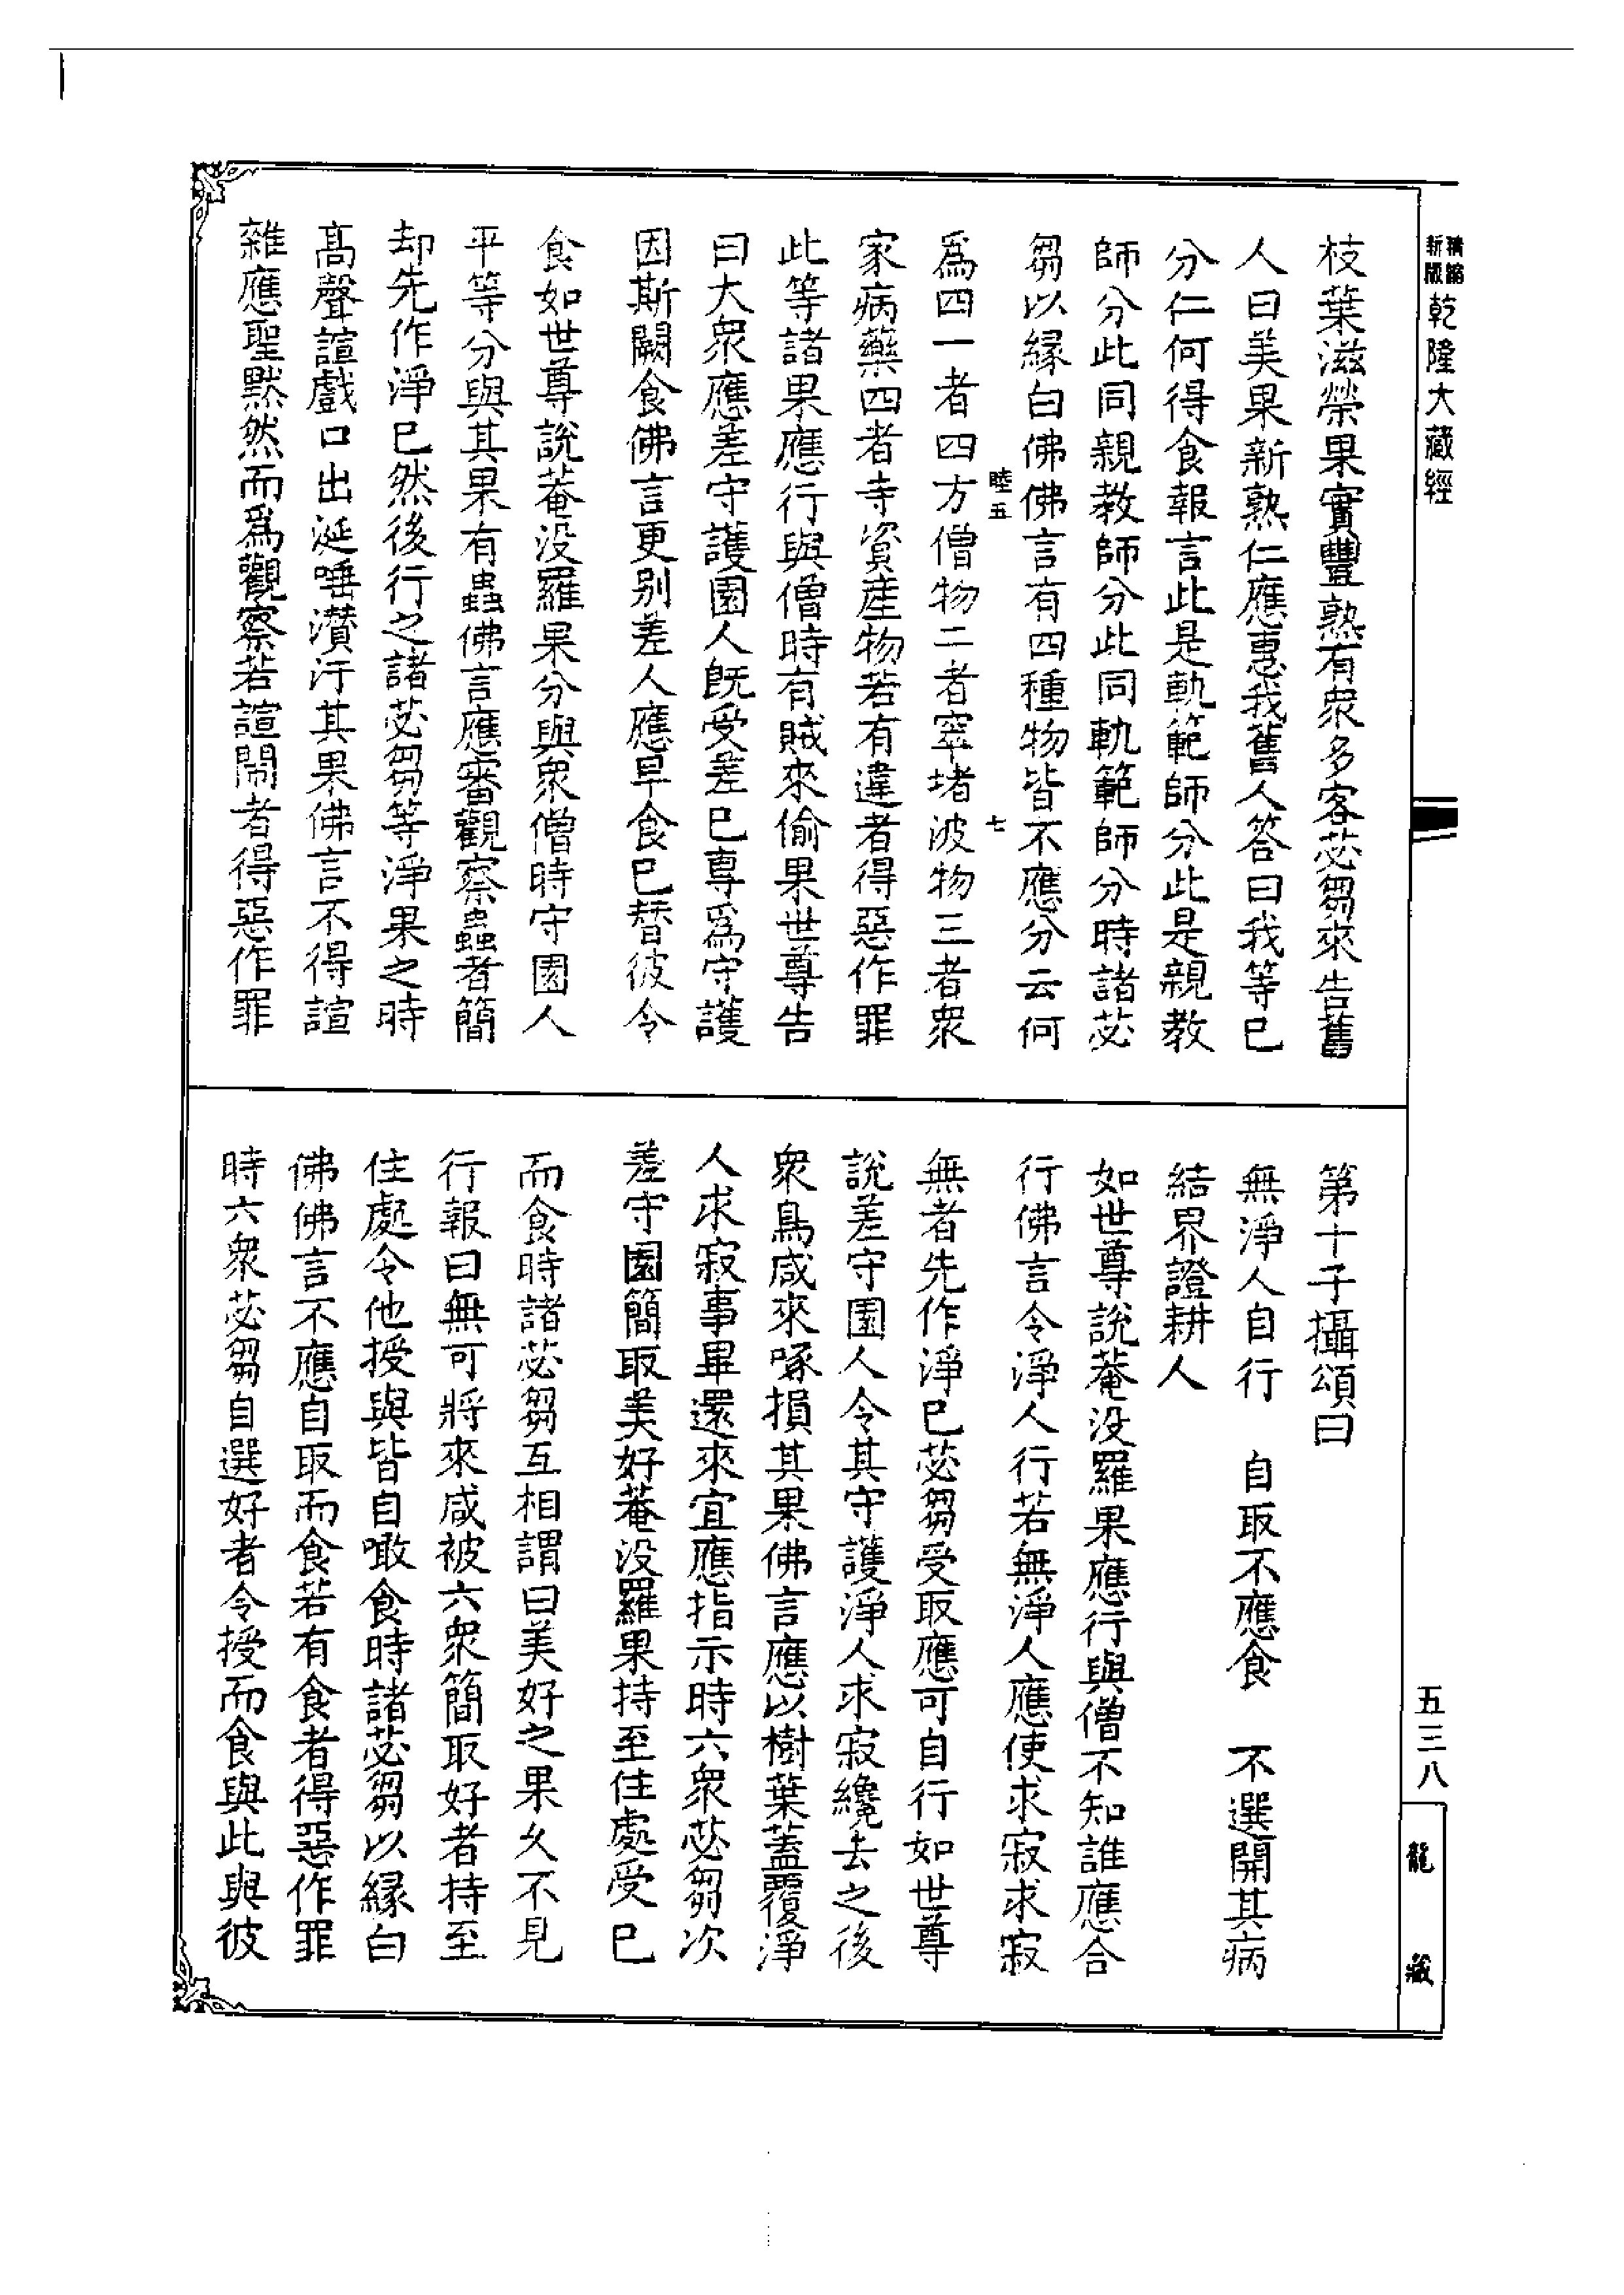 精縮新版乾隆大藏經
枝葉滋榮果實豐熟有衆多客苾芻來告舊
人曰美果新熟仁應惠我舊人答曰我等已
分仁何得食報言此是軌範師分此是親教
師分此同親教師分此同軌範師分時諸苾
芻以縁白佛佛言有四種物皆不應分云何
睦五 七
爲四一者四方僧物二者窣堵波物三者衆
家病藥四者寺資産物若有違者得惡作罪
此等諸果應行與僧時有賊來偷果世尊告
曰大衆應差守護園人旣受差已專爲守護
因斯闕食佛言更别差人應早食已替彼令
食如世尊說菴没羅果分與衆僧時守園人
平等分與其果有蟲佛言應審觀察蟲者簡
却先作淨已然後行之諸苾芻等淨果之時
高聲諠戲口出涎唾濽汙其果佛言不得諠
雜應聖黙然而爲觀察若諠閙者得惡作罪
第十子攝頌曰
無淨人自行 自取不應食 不選開其病
結界證耕人
如世尊說菴没羅果應行與僧不知誰應合
行佛言令淨人行若無淨人應使求寂求寂
無者先作淨已苾芻受取應可自行如世尊
說差守園人令其守護淨人求寂纔去之後
衆鳥咸來啄損其果佛言應以樹葉蓋覆淨
人求寂事畢還來宜應指示時六衆苾芻次
差守園簡取美好菴没羅果持至住處受已
而食時諸苾芻互相謂曰美好之果久不見
行報曰無可將來咸被六衆簡取好者持至
住處令他授與皆自噉食時諸苾芻以縁白
佛佛言不應自取而食若有食者得惡作罪
時六衆苾芻自選好者令授而食與此與彼
五三八
龍藏